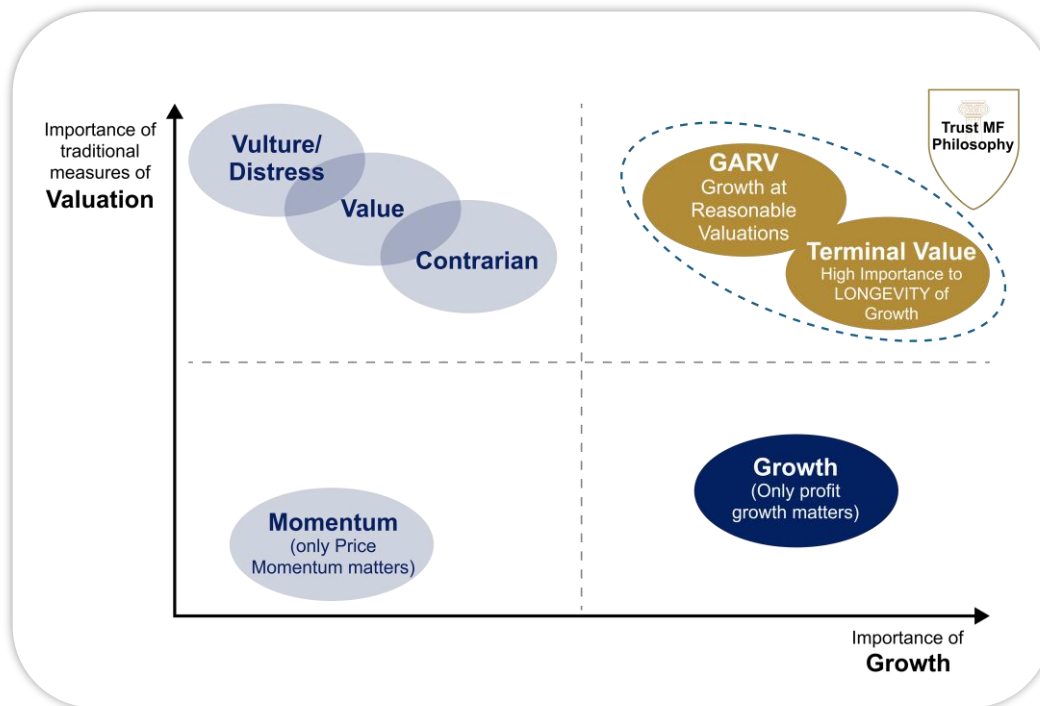 Importance of
traditional
measures of
Valuation
Vulture/
Distress
Value
Contrarian
GARV
Growth at
Reasonable
Valuations
Terminal Value
High Importance to
LONGEVITY of
Growth
Trust MF
Philosophy
Momentum
(only Price
Momentum matters)
Growth
(Only profit
growth matters)
Importance of
Growth